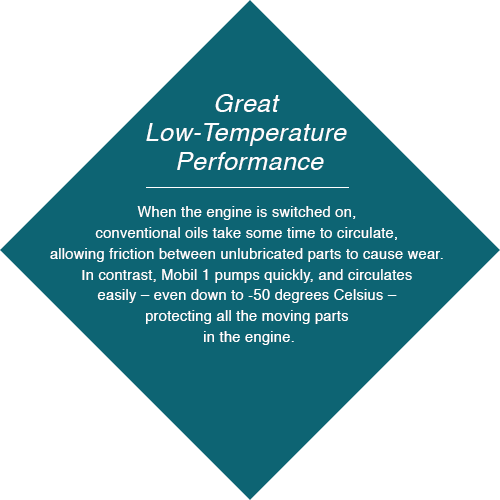 Great
Low-Temperature
Performance
When the engine is switched on,
conventional oils take some time to circulate,
allowing friction between unlubricated parts to cause wear.
In contrast, Mobil 1 pumps quickly, and circulates
easily – even down to -50 degrees Celsius –
protecting all the moving parts
in the engine.